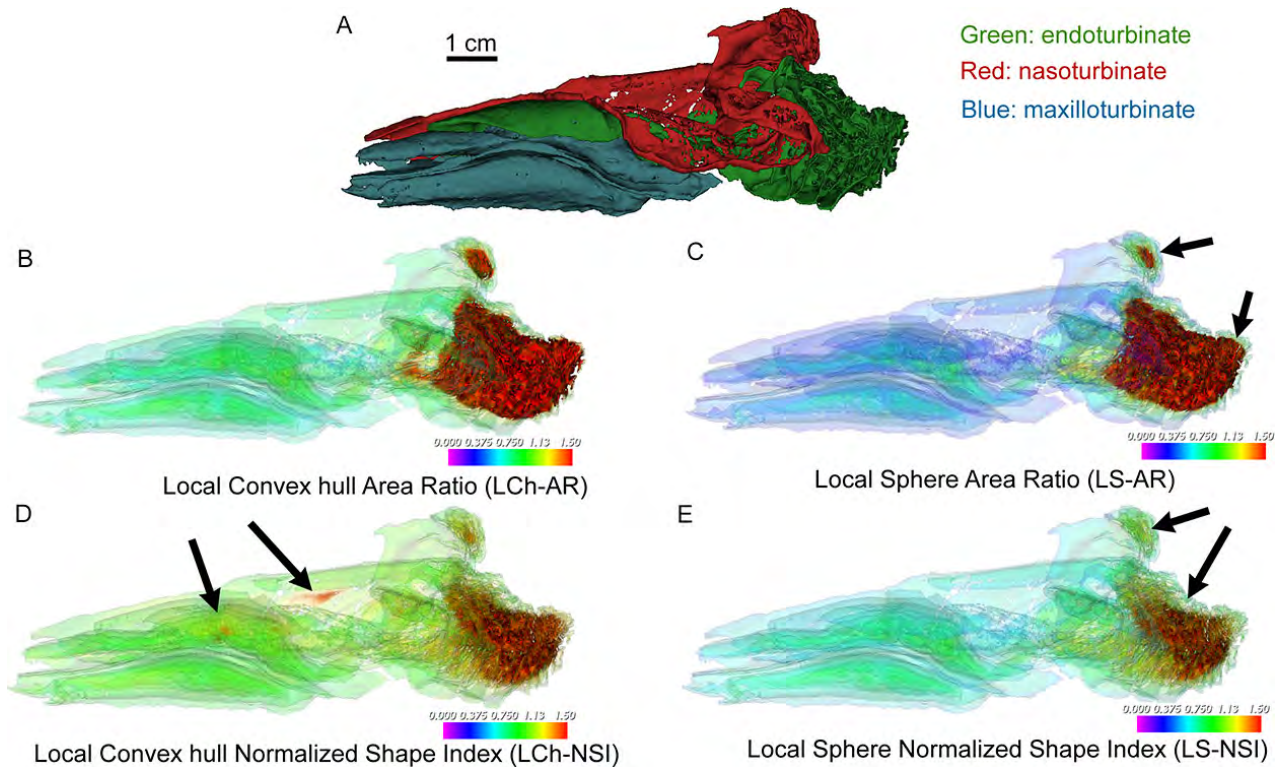 A
1 cm
Green: endoturbinate
Red: nasoturbinate
Blue: maxilloturbinate
B
0.000 0.375 0.750 1.13 1.50
Local Convex hull Area Ratio (LCh-AR)
C
0.000 0.375 0.750 1.13 1.50
Local Sphere Area Ratio (LS-AR)
D
0.000 0.375 0.750 1.13 1.50
Local Convex hull Normalized Shape Index (LCh-NSI)
E
0.000 0.375 0.750 1.13 1.50
Local Sphere Normalized Shape Index (LS-NSI)